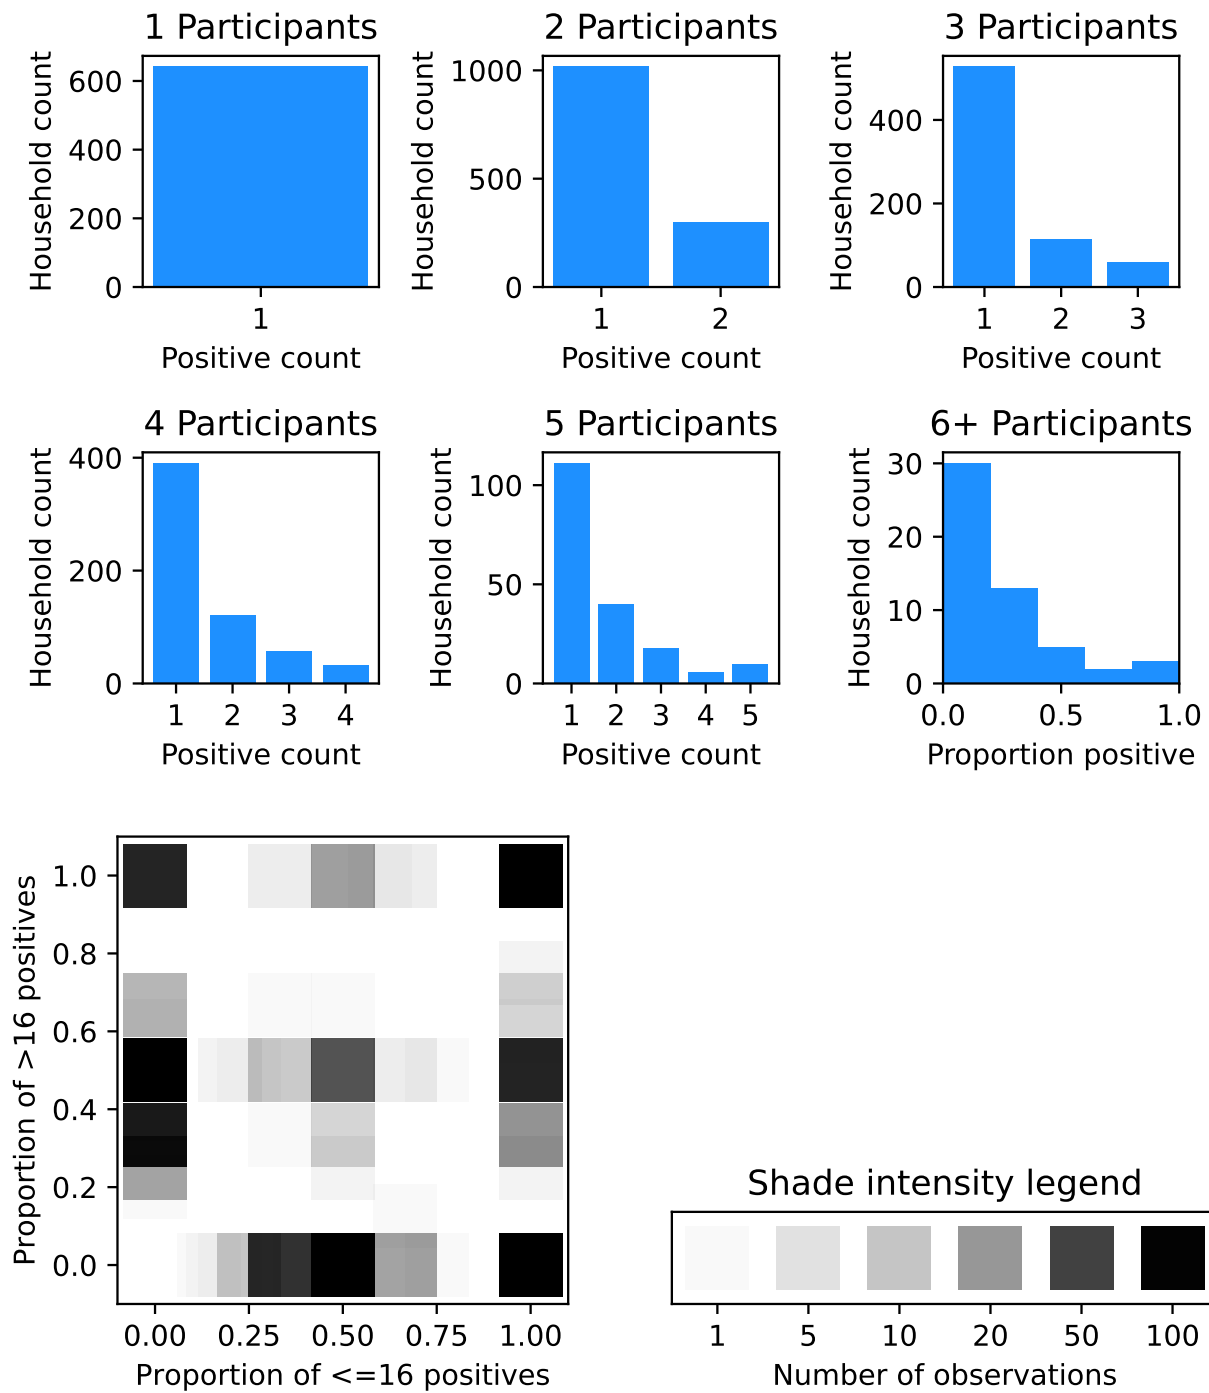 1 Participants
2 Participants
3 Participants
Household count
600
400
200
0
1
Positive count
Household count
1000
500
0
1 2
Positive count
Household count
400
200
0
1 2 3
Positive count
4 Participants
5 Participants
6+ Participants
Household count
400
200
0
1 2 3 4
Positive count
Household count
100
50
0
1 2 3 4 5
Positive count
Household count
30
20
10
0
0.0 0.5 1.0
Proportion positive
Proportion of >16 positives
1.0
0.8
0.6
0.4
0.2
0.0
0.00 0.25 0.50 0.75 1.00
Proportion of <=16 positives
Shade intensity legend
1 5 10 20 50 100
Number of observations